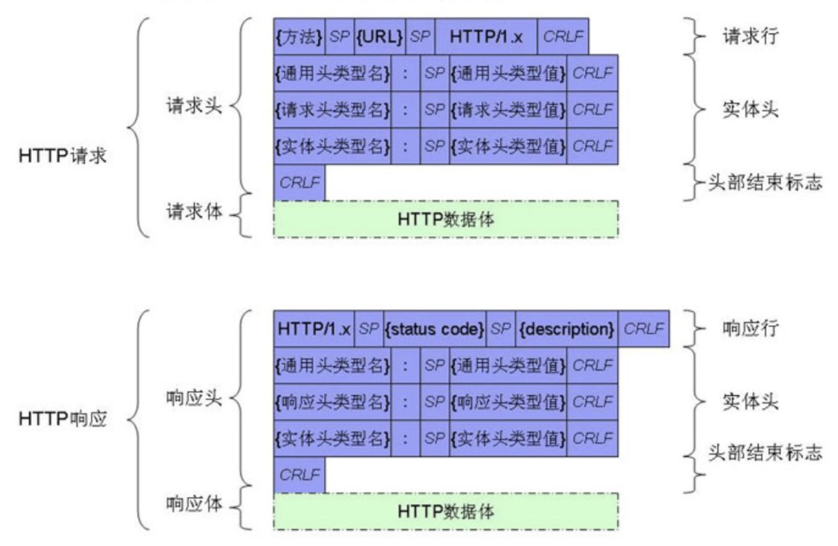 {方法} SP {URL} SP HTTP/1.x CRLF 请求行
{通用头类型名} : SP {通用头类型值} CRLF
请求头 {请求头类型名} : SP {请求头类型值} CRLF 实体头
{实体头类型名} : SP {实体头类型值} CRLF
HTTP请求
CRLF 头部结束标志
请求体 HTTP数据体
HTTP/1.x SP {status code} SP {description} CRLF 响应行
{通用头类型名} : SP {通用头类型值} CRLF
响应头 {响应头类型名} : SP {响应头类型值} CRLF 实体头
HTTP响应
{实体头类型名} : SP {实体头类型值} CRLF
头部结束标志
CRLF
响应体 HTTP数据体